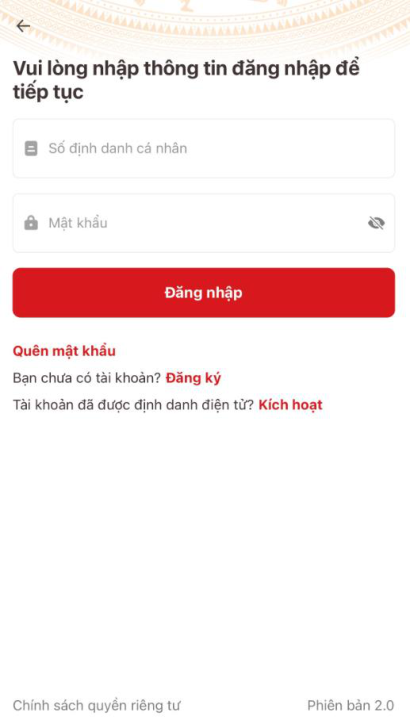 Vui lòng nhập thông tin đăng nhập để
tiếp tục
Số định danh cá nhân
Mật khẩu
Đăng nhập
Quên mật khẩu
Bạn chưa có tài khoản? Đăng ký
Tài khoản đã được định danh điện tử? Kích hoạt
Chính sách quyền riêng tư
Phiên bản 2.0